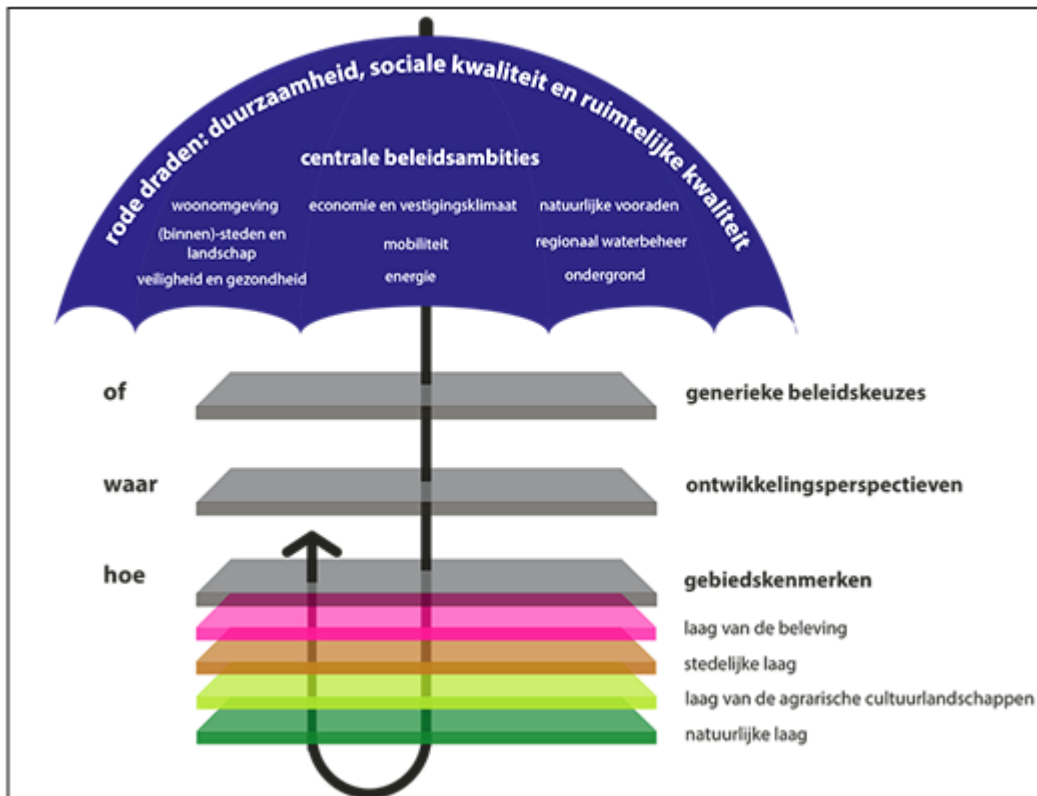 rode draden: duurzaamheid, sociale kwaliteit en ruimtelijke kwaliteit
centrale beleidsambities
woonomgeving
economie en vestigingsklimaat
natuurlijke vooraden
(binnen)-steden en
landschap
mobiliteit
regionaal waterbeheer
veiligheid en gezondheid
energie
ondergrond
of
generieke beleidskeuzes
waar
ontwikkelingsperspectieven
hoe
gebiedskenmerken
laag van de beleving
stedelijke laag
laag van de agrarische cultuurlandschappen
natuurlijke laag